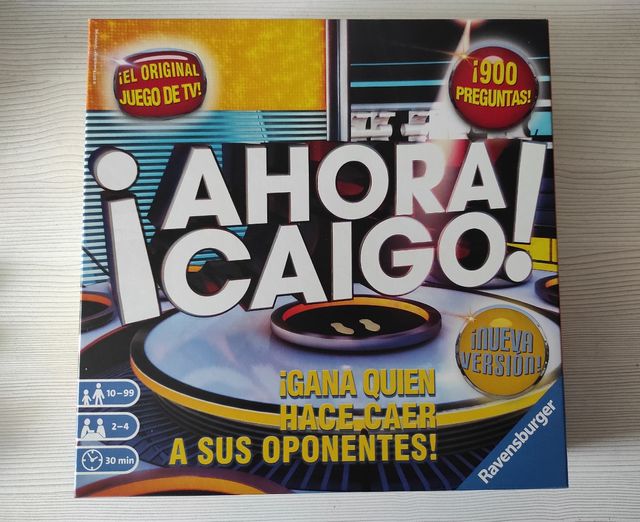 ¡EL ORIGINAL
JUEGO DE TV!
¡900
PREGUNTAS!
¡AHORA
CAIGO!
¡NUEVA
VERSIÓN!
¡GANA QUIEN
HACE CAER
A SUS OPONENTES!
10-99
2-4
30 min
Ravensburger